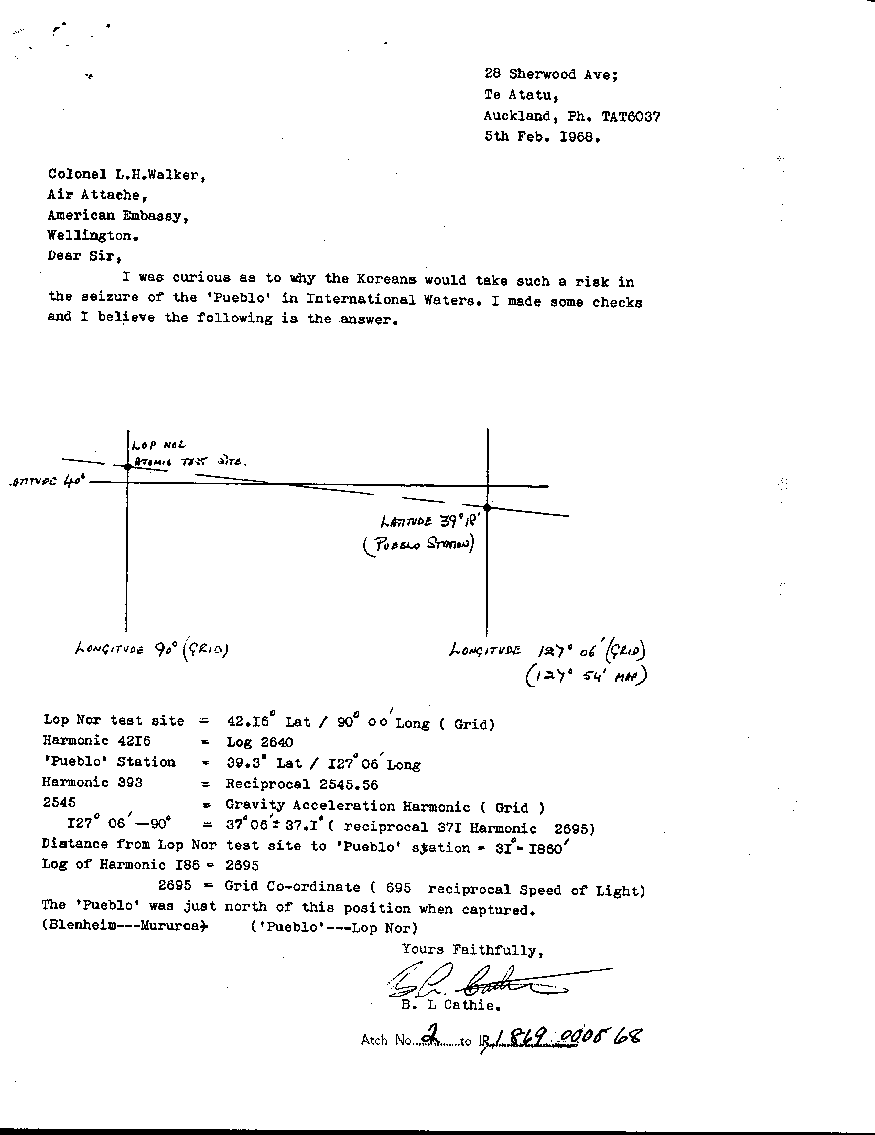 28 Sherwood Ave;
Te Atatu,
Auckland, Ph. TAT6037
5th Feb. I968.
Colonel L.H.Walker,
Air Attache,
American Embassy,
Wellington.
Dear Sir,
I was curious as to why the Koreans would take such a risk in
the seizure of the 'Pueblo' in International Waters. I made some checks
and I believe the following is the answer.
LOP NOR
ATOMIC TEST SITE.
LATITUDE 40°
LATITUDE 39° 18'
(PUEBLO STATION)
LONGITUDE 90° (GRID)
LONGITUDE 127° 06' (GRID)
(127° 54' MAP)
Lop Nor test site = 42.I6° Lat / 90° 00' Long ( Grid)
Harmonic 42I6 = Log 2640
'Pueblo' Station = 39.3° Lat / I27° 06' Long
Harmonic 393 = Reciprocal 2545.56
2545 = Gravity Acceleration Harmonic ( Grid )
I27° 06' — 90° = 37° 06' = 37.I° ( reciprocal 37I Harmonic 2695)
Distance from Lop Nor test site to 'Pueblo' station = 3I° = I860'
Log of Harmonic I86 = 2695
2695 = Grid Co-ordinate ( 695 reciprocal Speed of Light)
The 'Pueblo' was just north of this position when captured.
(Blenheim---Mururoa) ('Pueblo'---Lop Nor)
Yours Faithfully,
B. L Cathie.
Atch No. 2 to IR 1 869 0005 68